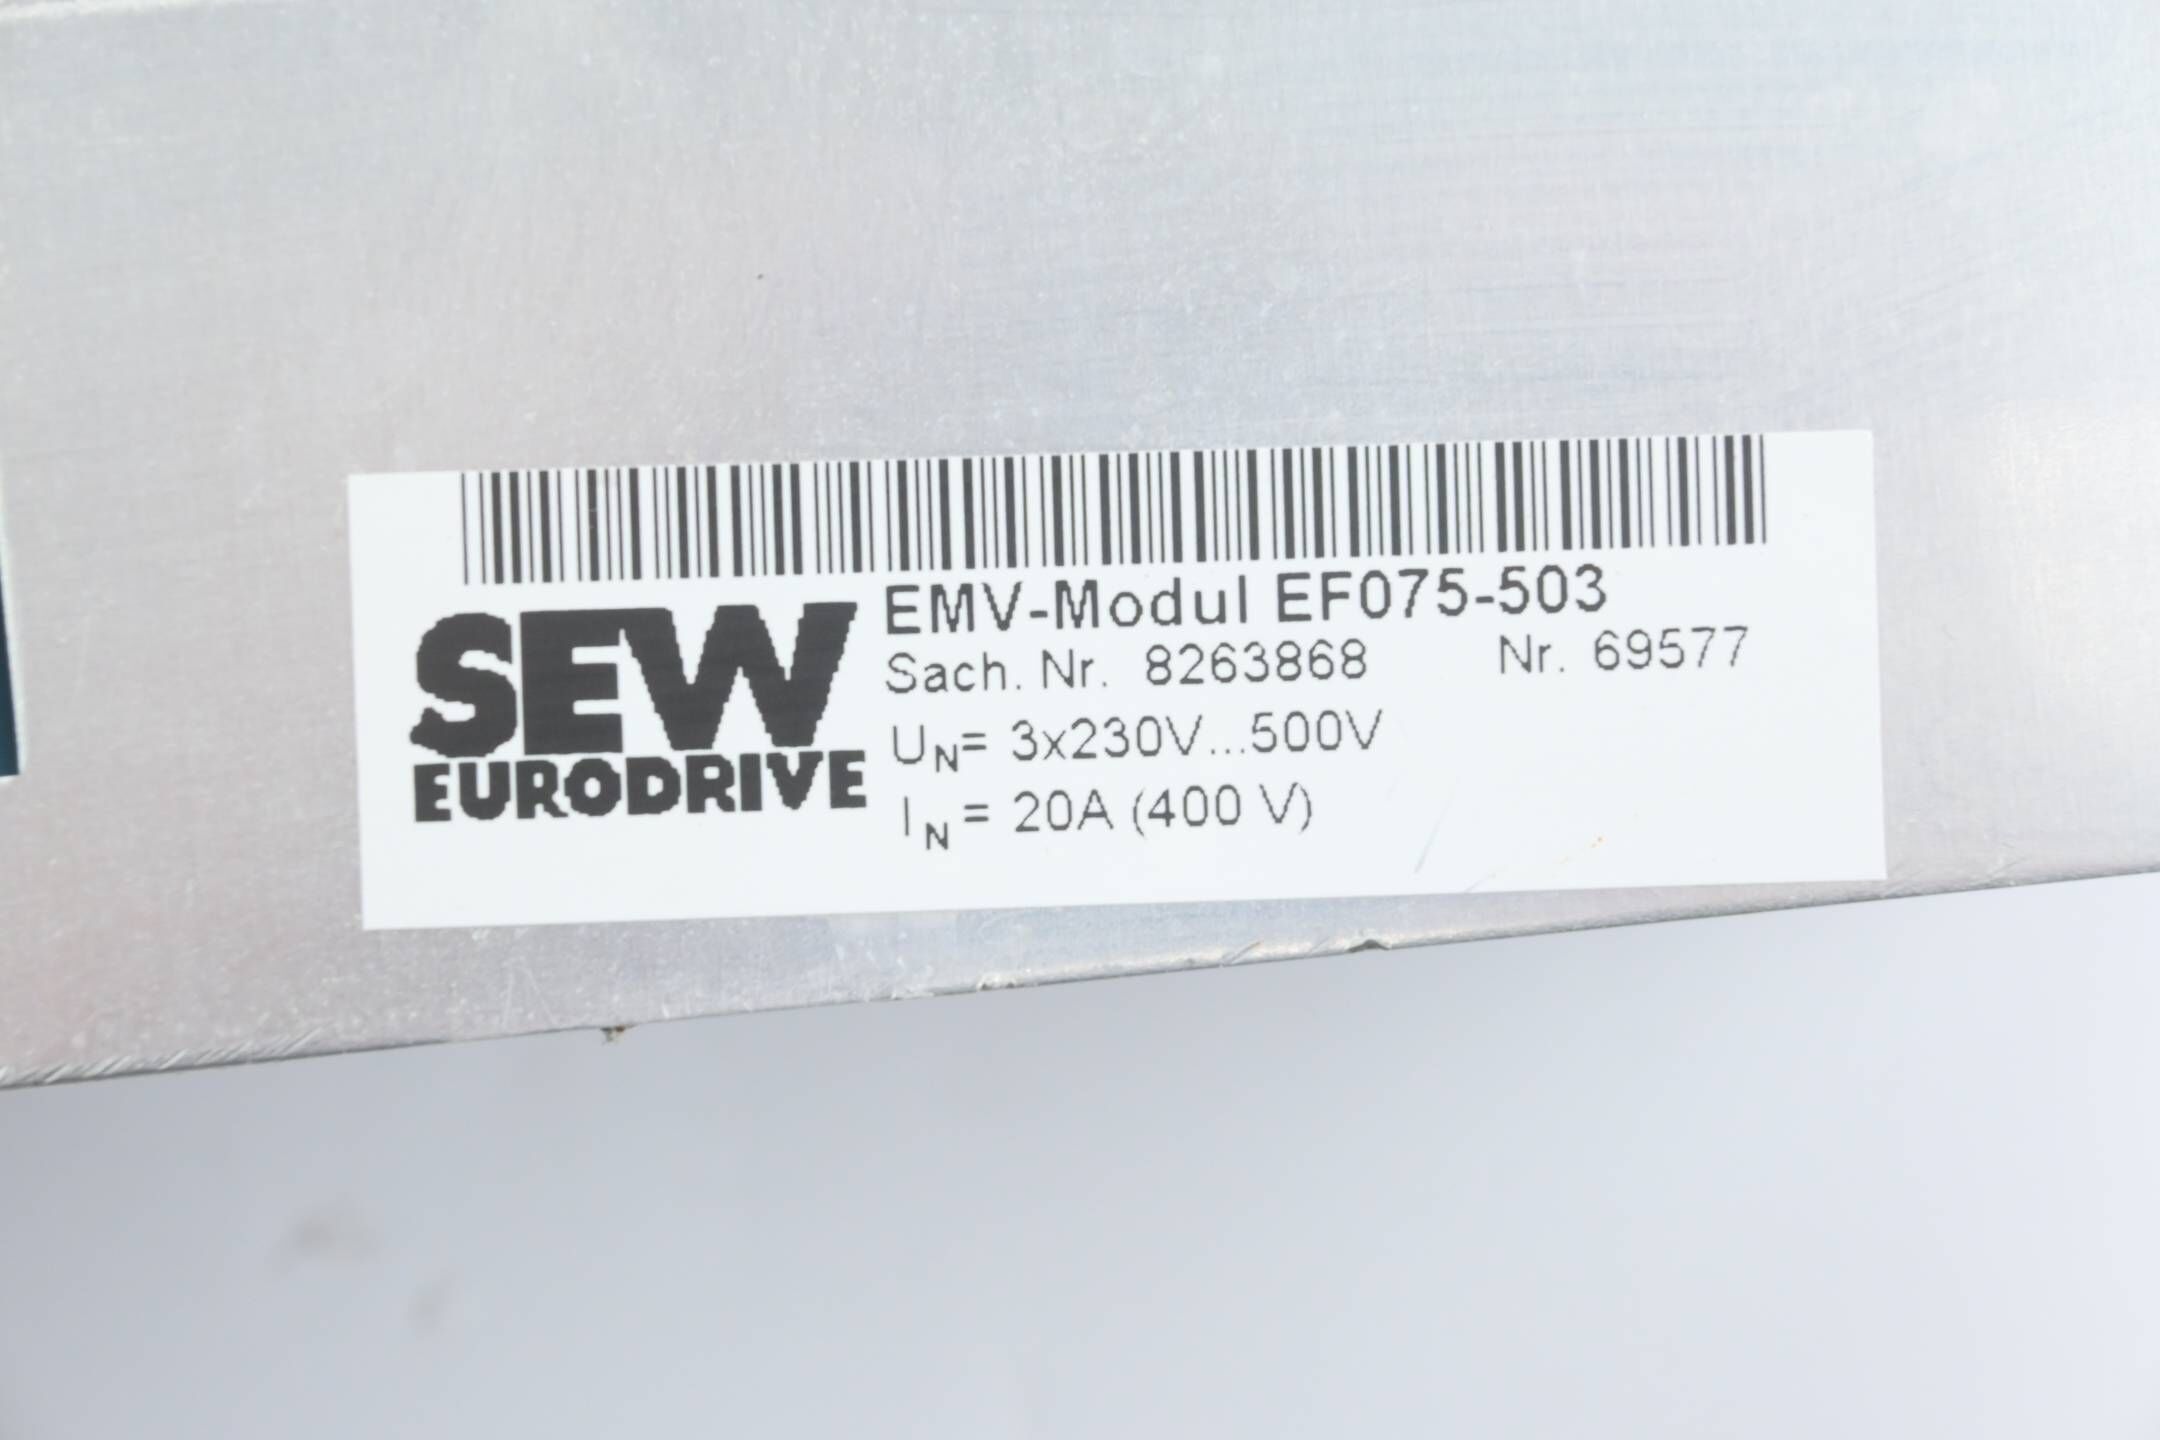 SEW
EURODRIVE
EMV-Modul EF075-503
Sach. Nr. 8263868 Nr. 69577
UN= 3x230V...500V
IN= 20A (400 V)